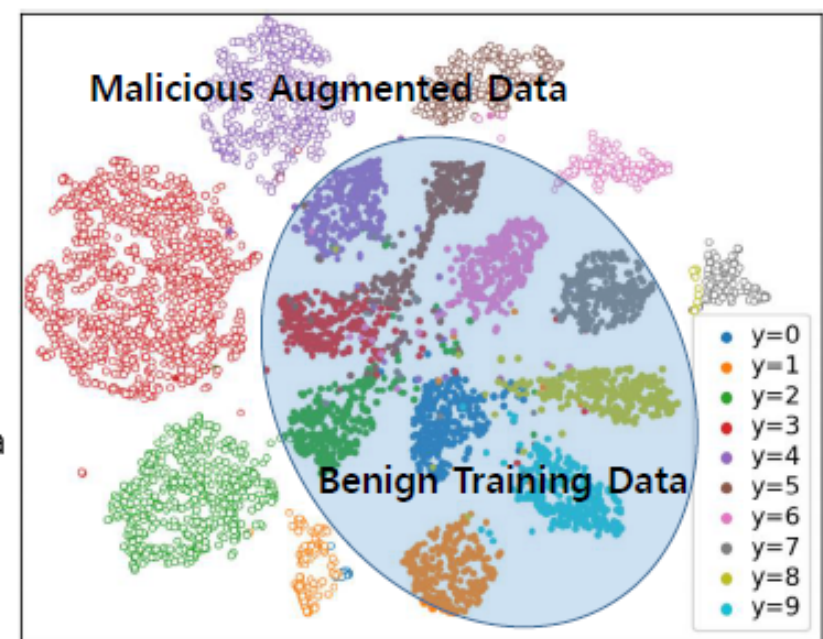 Malicious Augmented Data
Benign Training Data
y=0
y=1
y=2
y=3
y=4
y=5
y=6
y=7
y=8
y=9
a